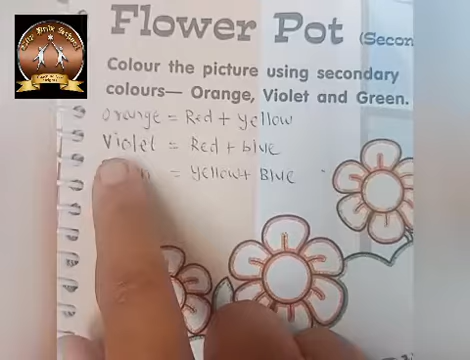 Flower Pot (Secon
Colour the picture using secondary
colours— Orange, Violet and Green.
Orange = Red + yellow
Violet = Red + blue
= yellow + Blue